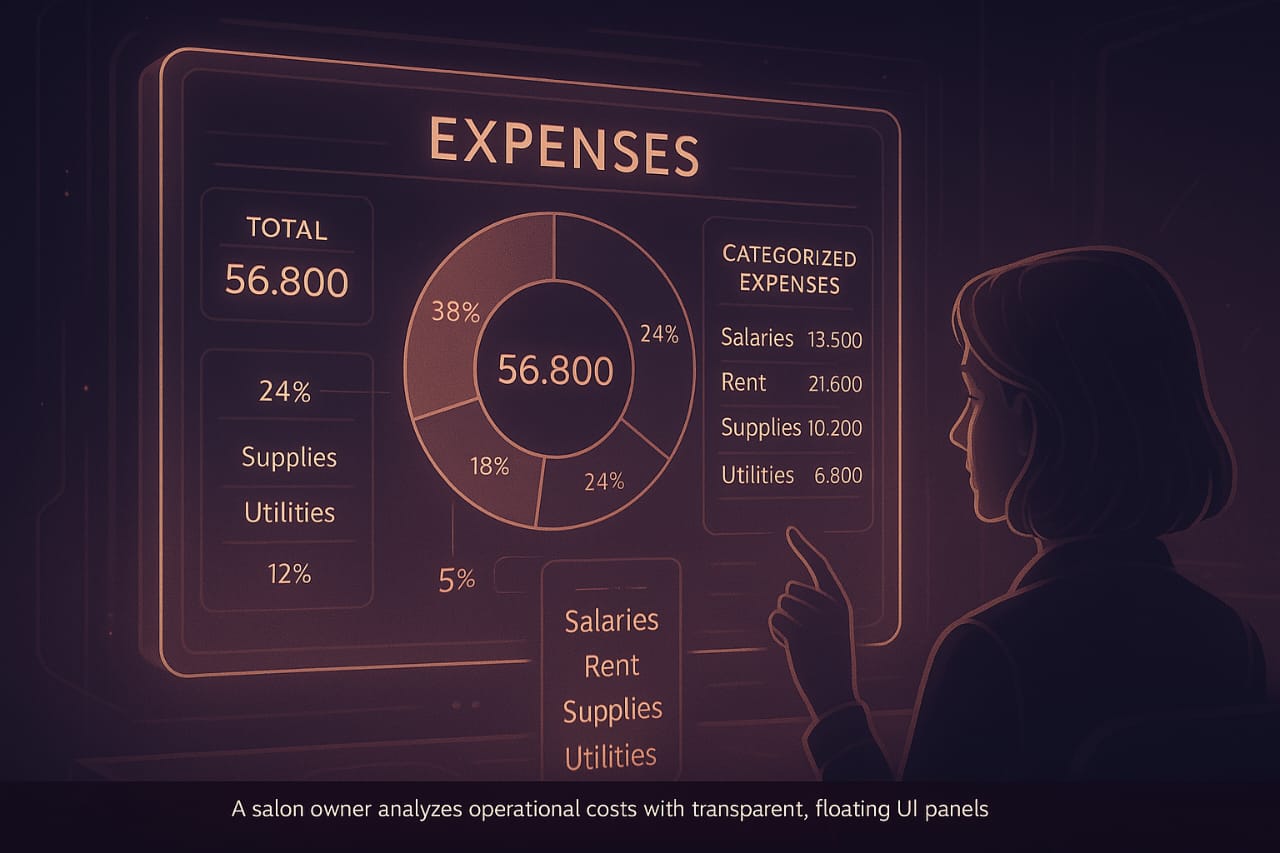 EXPENSES
TOTAL
56.800
24%
Supplies
Utilities
12%
38%
24%
56.800
18%
24%
5%
CATEGORIZED
EXPENSES
Salaries 13.500
Rent 21.600
Supplies 10.200
Utilities 6.800
Salaries
Rent
Supplies
Utilities
A salon owner analyzes operational costs with transparent, floating UI panels